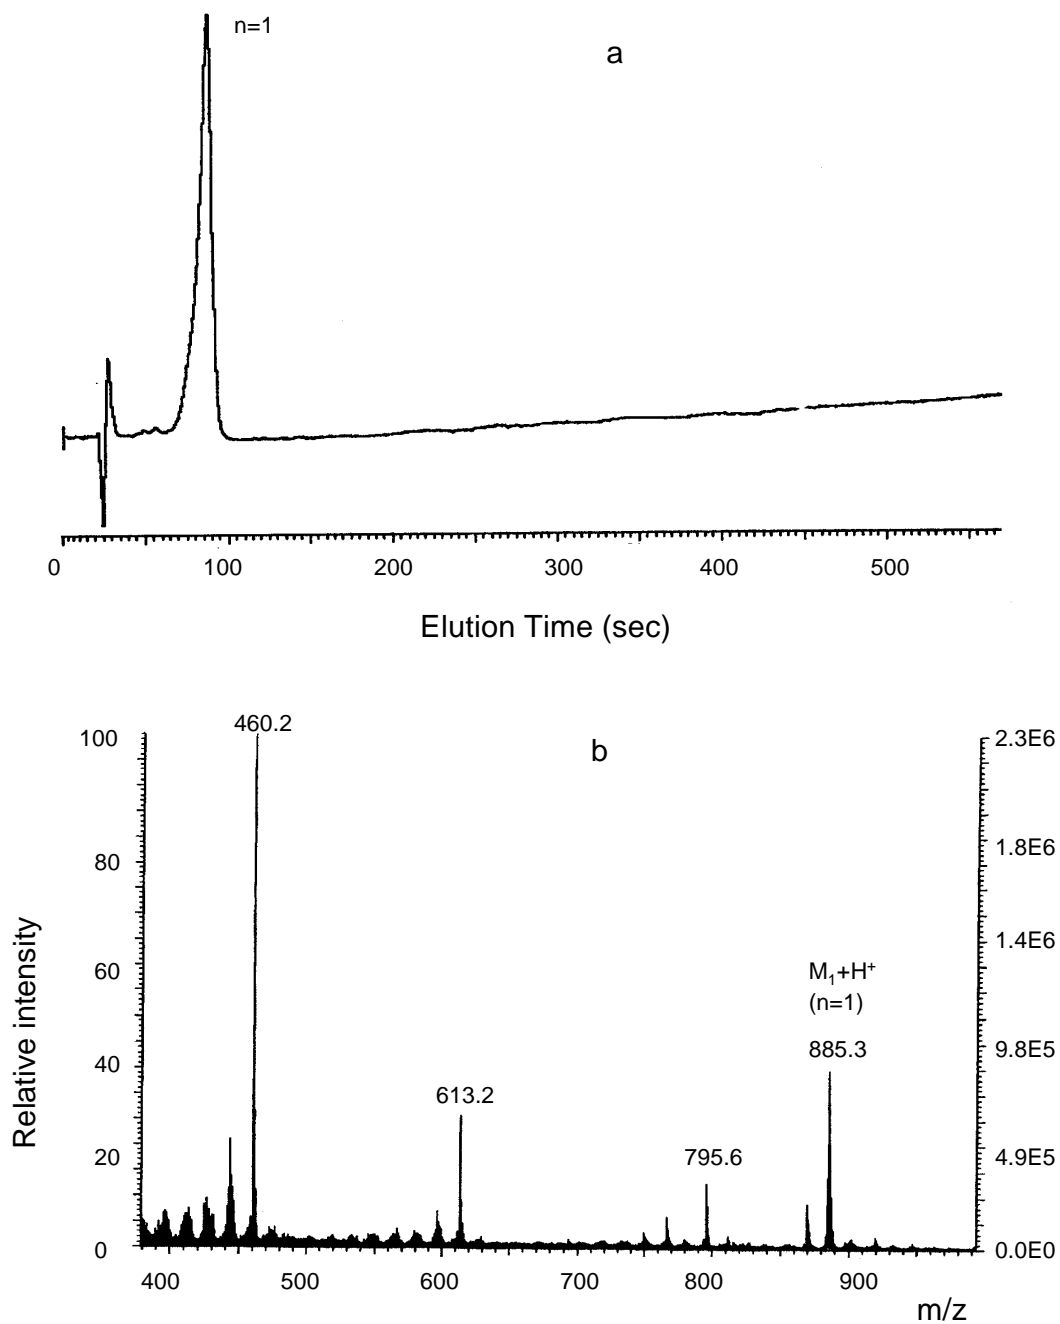 n=1
a
0 100 200 300 400 500
Elution Time (sec)
b
460.2
613.2
795.6
M₁+H⁺
(n=1)
885.3
Relative intensity
100
80
60
40
20
0
2.3E6
1.8E6
1.4E6
9.8E5
4.9E5
0.0E0
400 500 600 700 800 900
m/z